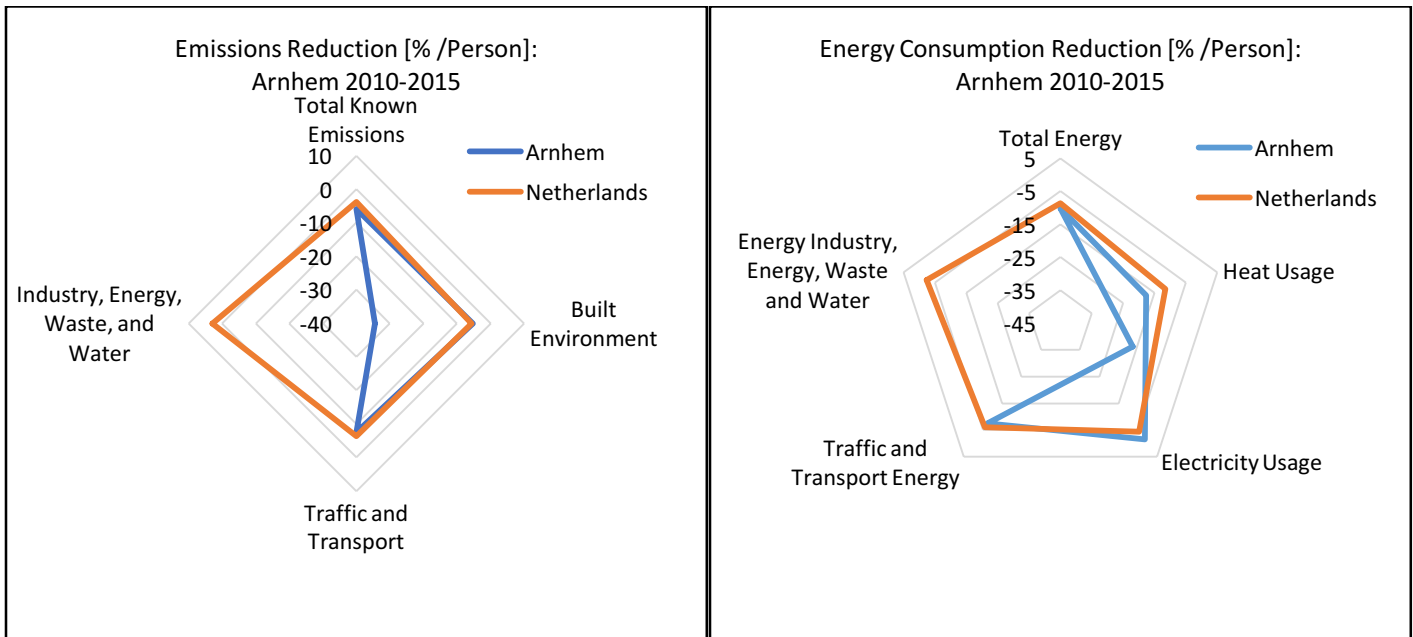 Emissions Reduction [% /Person]:
Arnhem 2010-2015
Total Known
Emissions
Arnhem
Netherlands
10
0
-10
-20
-30
-40
Industry, Energy,
Waste, and
Water
Built
Environment
Traffic and
Transport
Energy Consumption Reduction [% /Person]:
Arnhem 2010-2015
Total Energy
Arnhem
Netherlands
5
-5
-15
-25
-35
-45
Energy Industry,
Energy, Waste
and Water
Heat Usage
Traffic and
Transport Energy
Electricity Usage